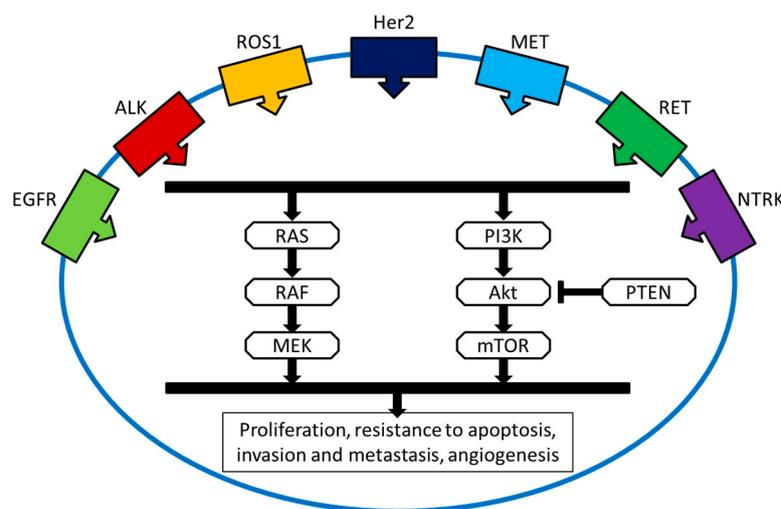 Her2
ROS1
MET
ALK
RET
EGFR
NTRK
RAS
PI3K
RAF
Akt
PTEN
MEK
mTOR
Proliferation, resistance to apoptosis,
invasion and metastasis, angiogenesis